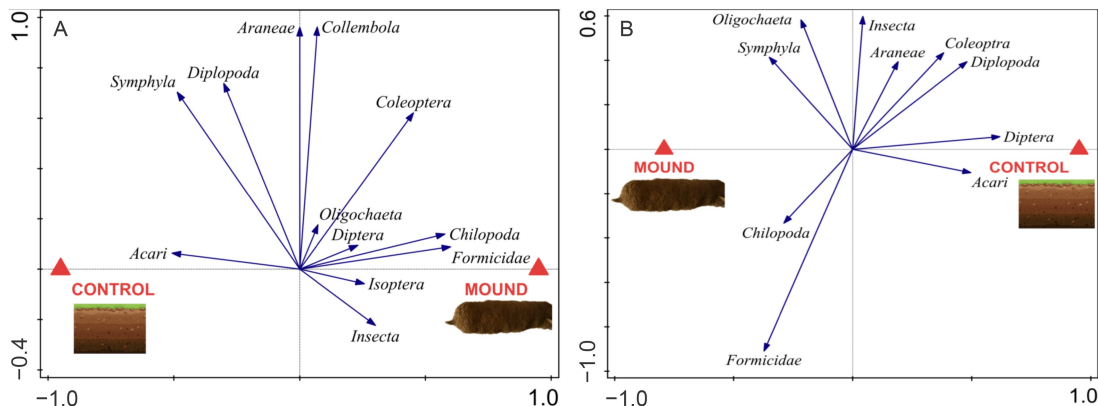 A
1.0
Araneae
Collembola
Symphyla
Diplopoda
Coleoptera
Oligochaeta
Diptera
Chilopoda
Formicidae
Acari
Isoptera
CONTROL
MOUND
Insecta
−0.4
−1.0
1.0
B
0.6
Oligochaeta
Insecta
Symphyla
Araneae
Coleoptra
Diplopoda
Diptera
MOUND
CONTROL
Acari
Chilopoda
Formicidae
−1.0
−1.0
1.0